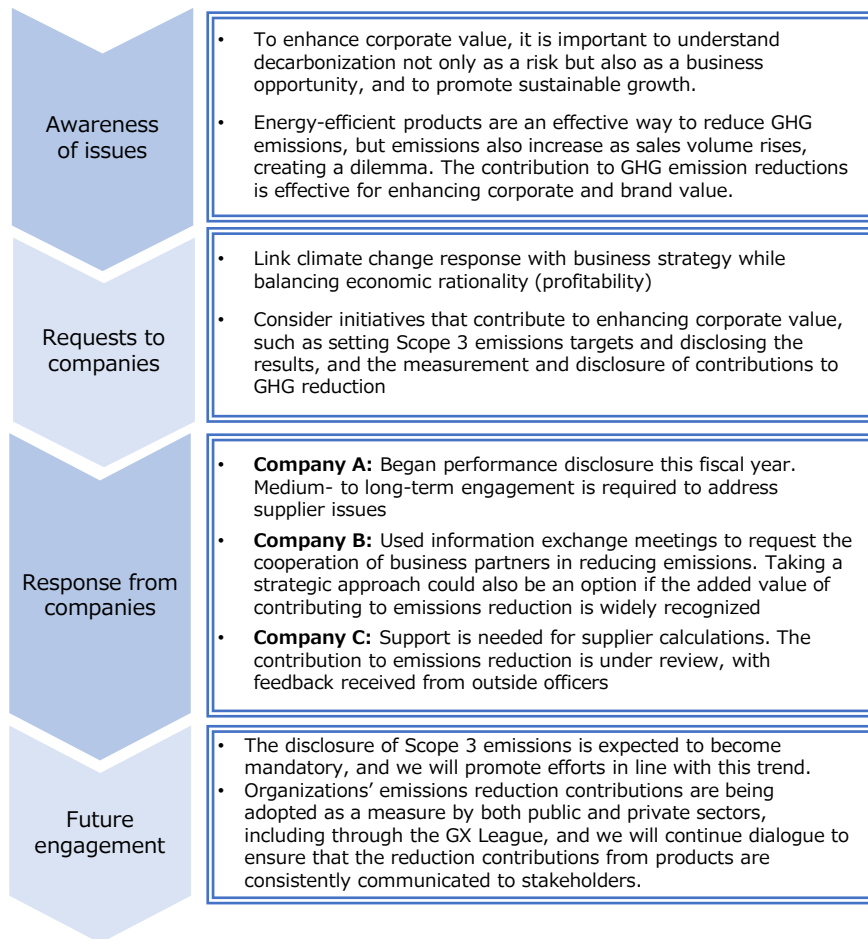 Awareness
of issues
• To enhance corporate value, it is important to understand
decarbonization not only as a risk but also as a business
opportunity, and to promote sustainable growth.
• Energy-efficient products are an effective way to reduce GHG
emissions, but emissions also increase as sales volume rises,
creating a dilemma. The contribution to GHG emission reductions
is effective for enhancing corporate and brand value.
Requests to
companies
• Link climate change response with business strategy while
balancing economic rationality (profitability)
• Consider initiatives that contribute to enhancing corporate value,
such as setting Scope 3 emissions targets and disclosing the
results, and the measurement and disclosure of contributions to
GHG reduction
Response from
companies
• Company A: Began performance disclosure this fiscal year.
Medium- to long-term engagement is required to address
supplier issues
• Company B: Used information exchange meetings to request the
cooperation of business partners in reducing emissions. Taking a
strategic approach could also be an option if the added value of
contributing to emissions reduction is widely recognized
• Company C: Support is needed for supplier calculations. The
contribution to emissions reduction is under review, with
feedback received from outside officers
Future
engagement
• The disclosure of Scope 3 emissions is expected to become
mandatory, and we will promote efforts in line with this trend.
• Organizations’ emissions reduction contributions are being
adopted as a measure by both public and private sectors,
including through the GX League, and we will continue dialogue to
ensure that the reduction contributions from products are
consistently communicated to stakeholders.